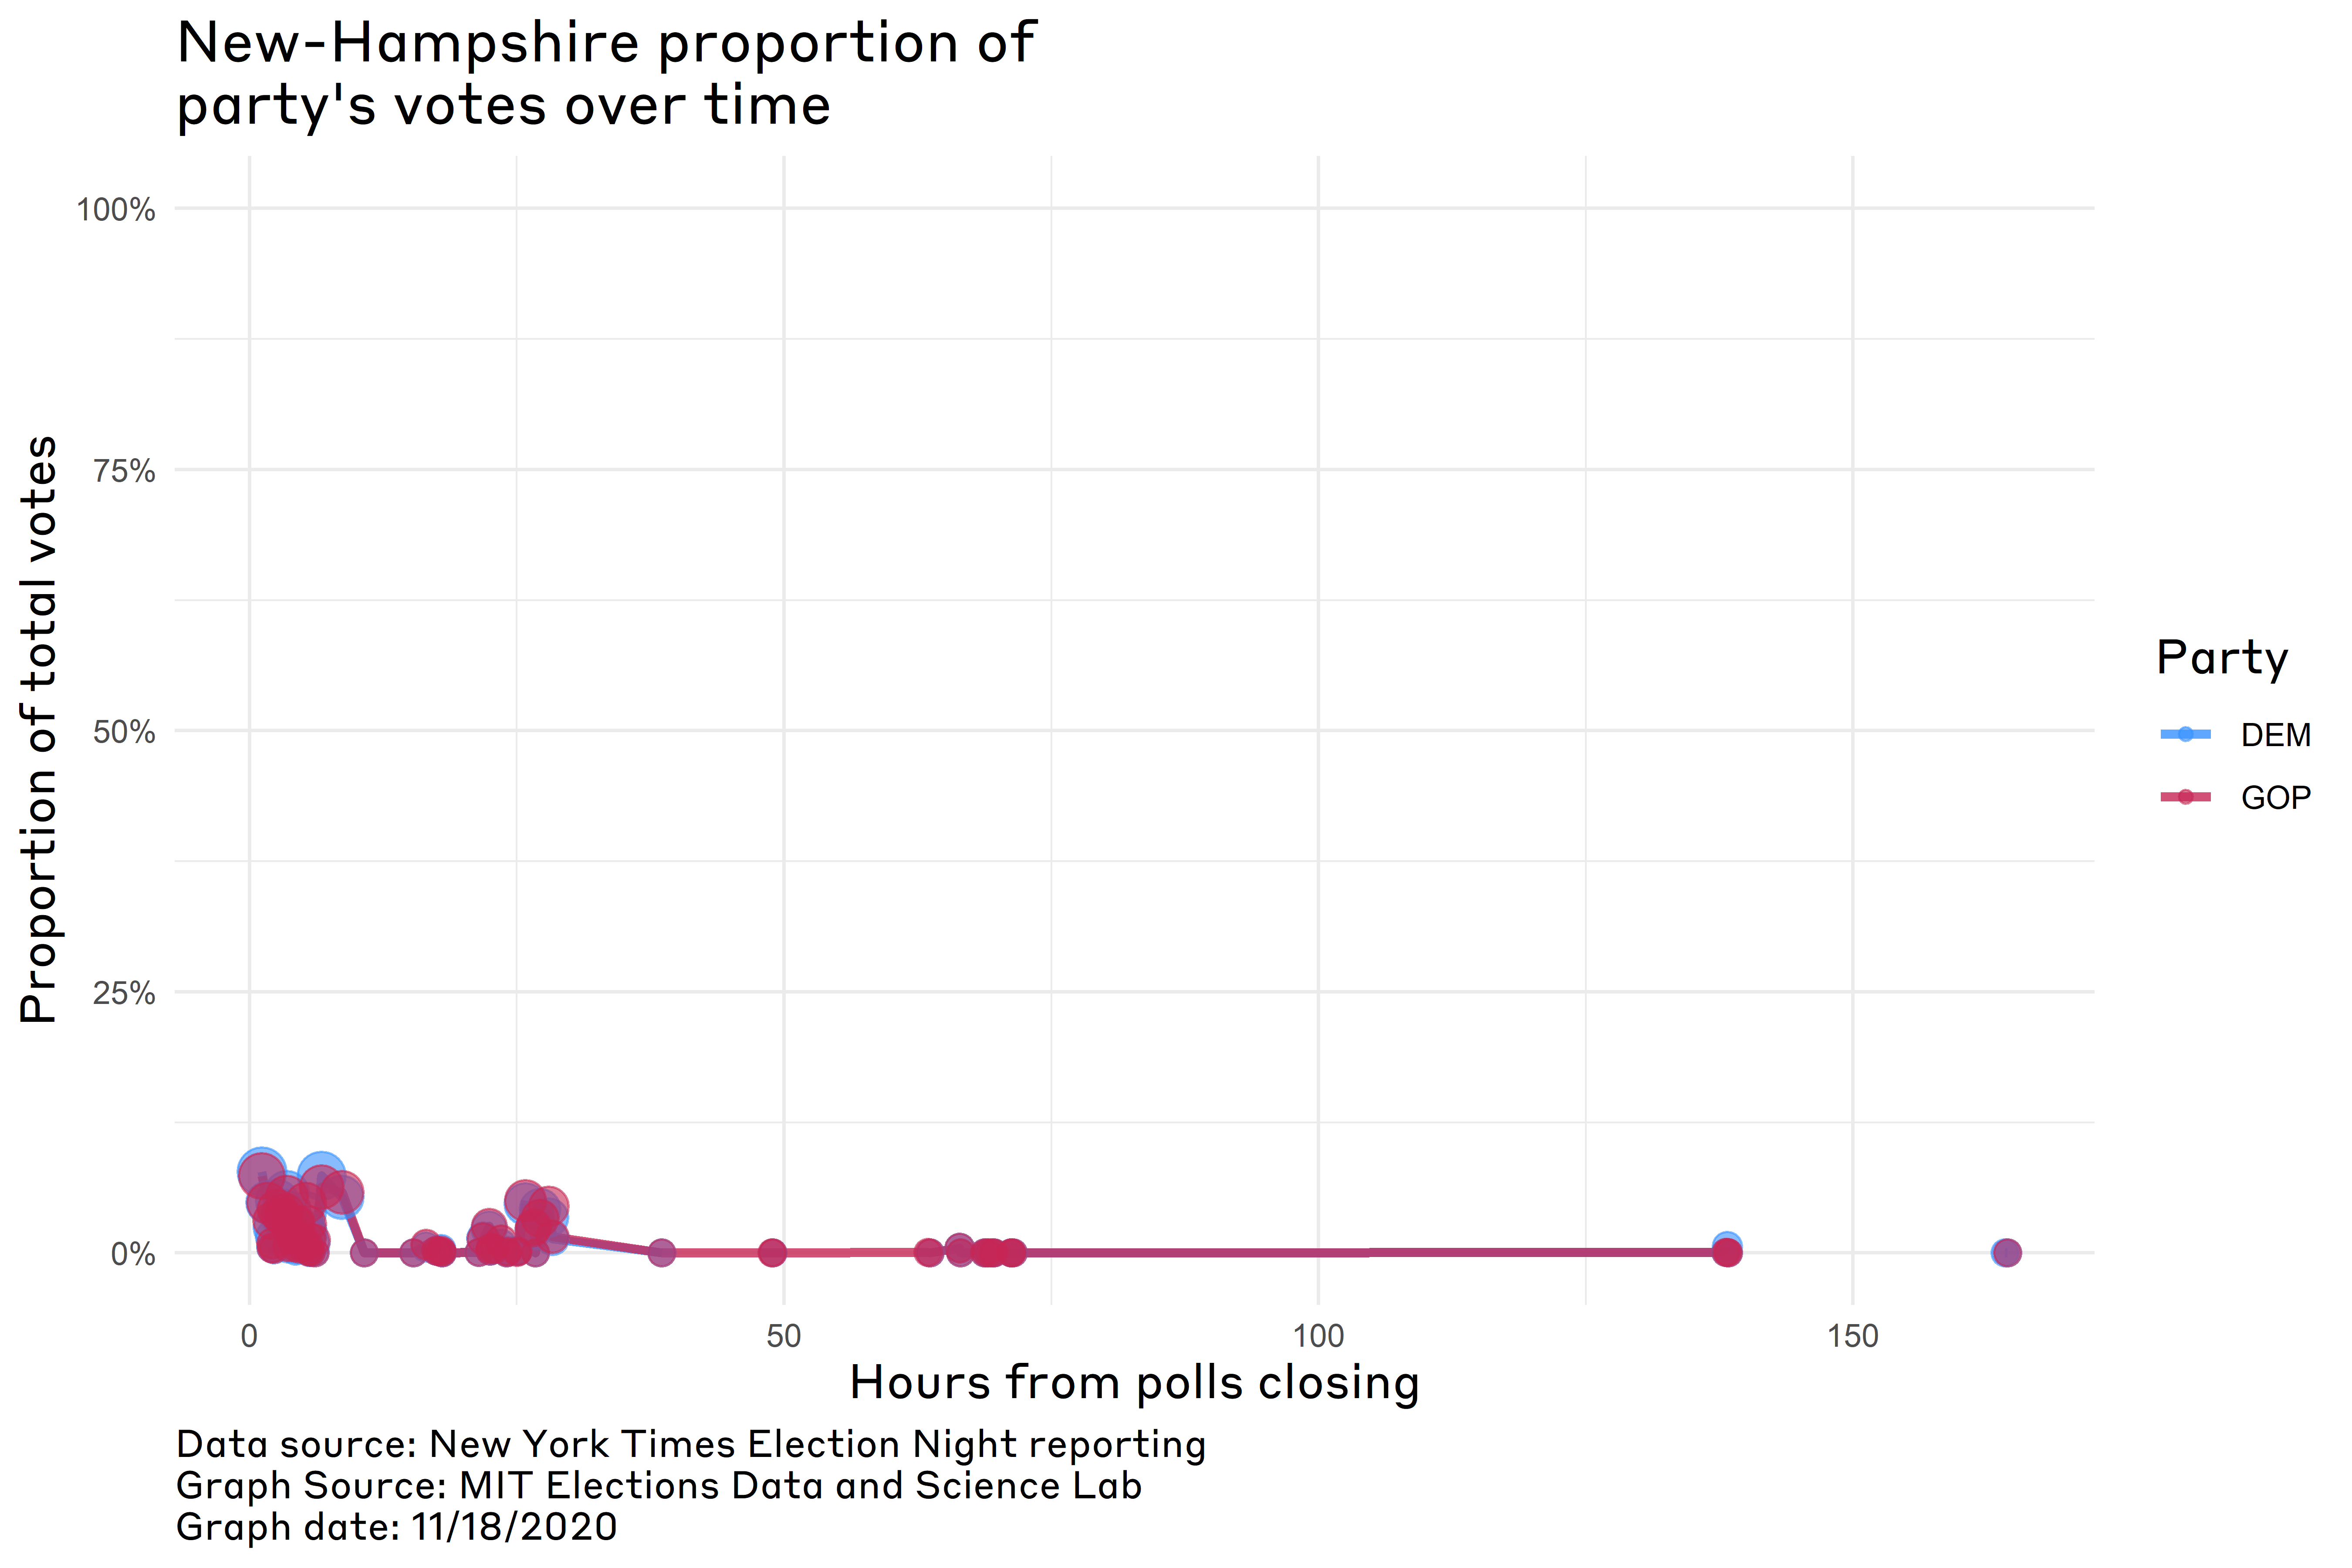 New-Hampshire proportion of
party's votes over time
100%
75%
50%
25%
0%
Proportion of total votes
0
50
100
150
Hours from polls closing
Party
DEM
GOP
Data source: New York Times Election Night reporting
Graph Source: MIT Elections Data and Science Lab
Graph date: 11/18/2020